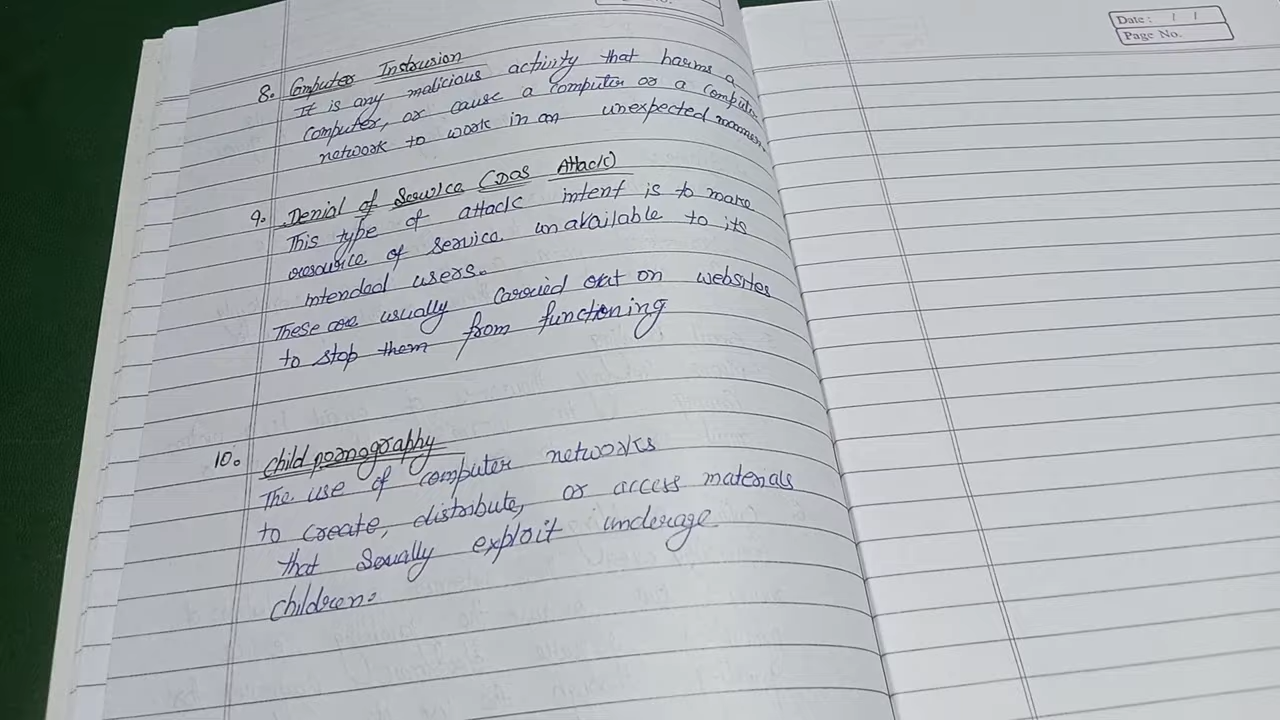 Date : / /
Page No.
8. Computer Instrusion
It is any malicious activity that harms a
computer, or cause a computer or a computer
network to work in an unexpected manner.
9. Denial of Service (DOS Attack)
This type of attack intent is to make
resource of service unavailable to its
intended users.
These are usually carried out on websites
to stop them from functioning
10. Child pornography
The use of computer networks
to create, distribute, or access materials
that Sexually exploit underage
children.